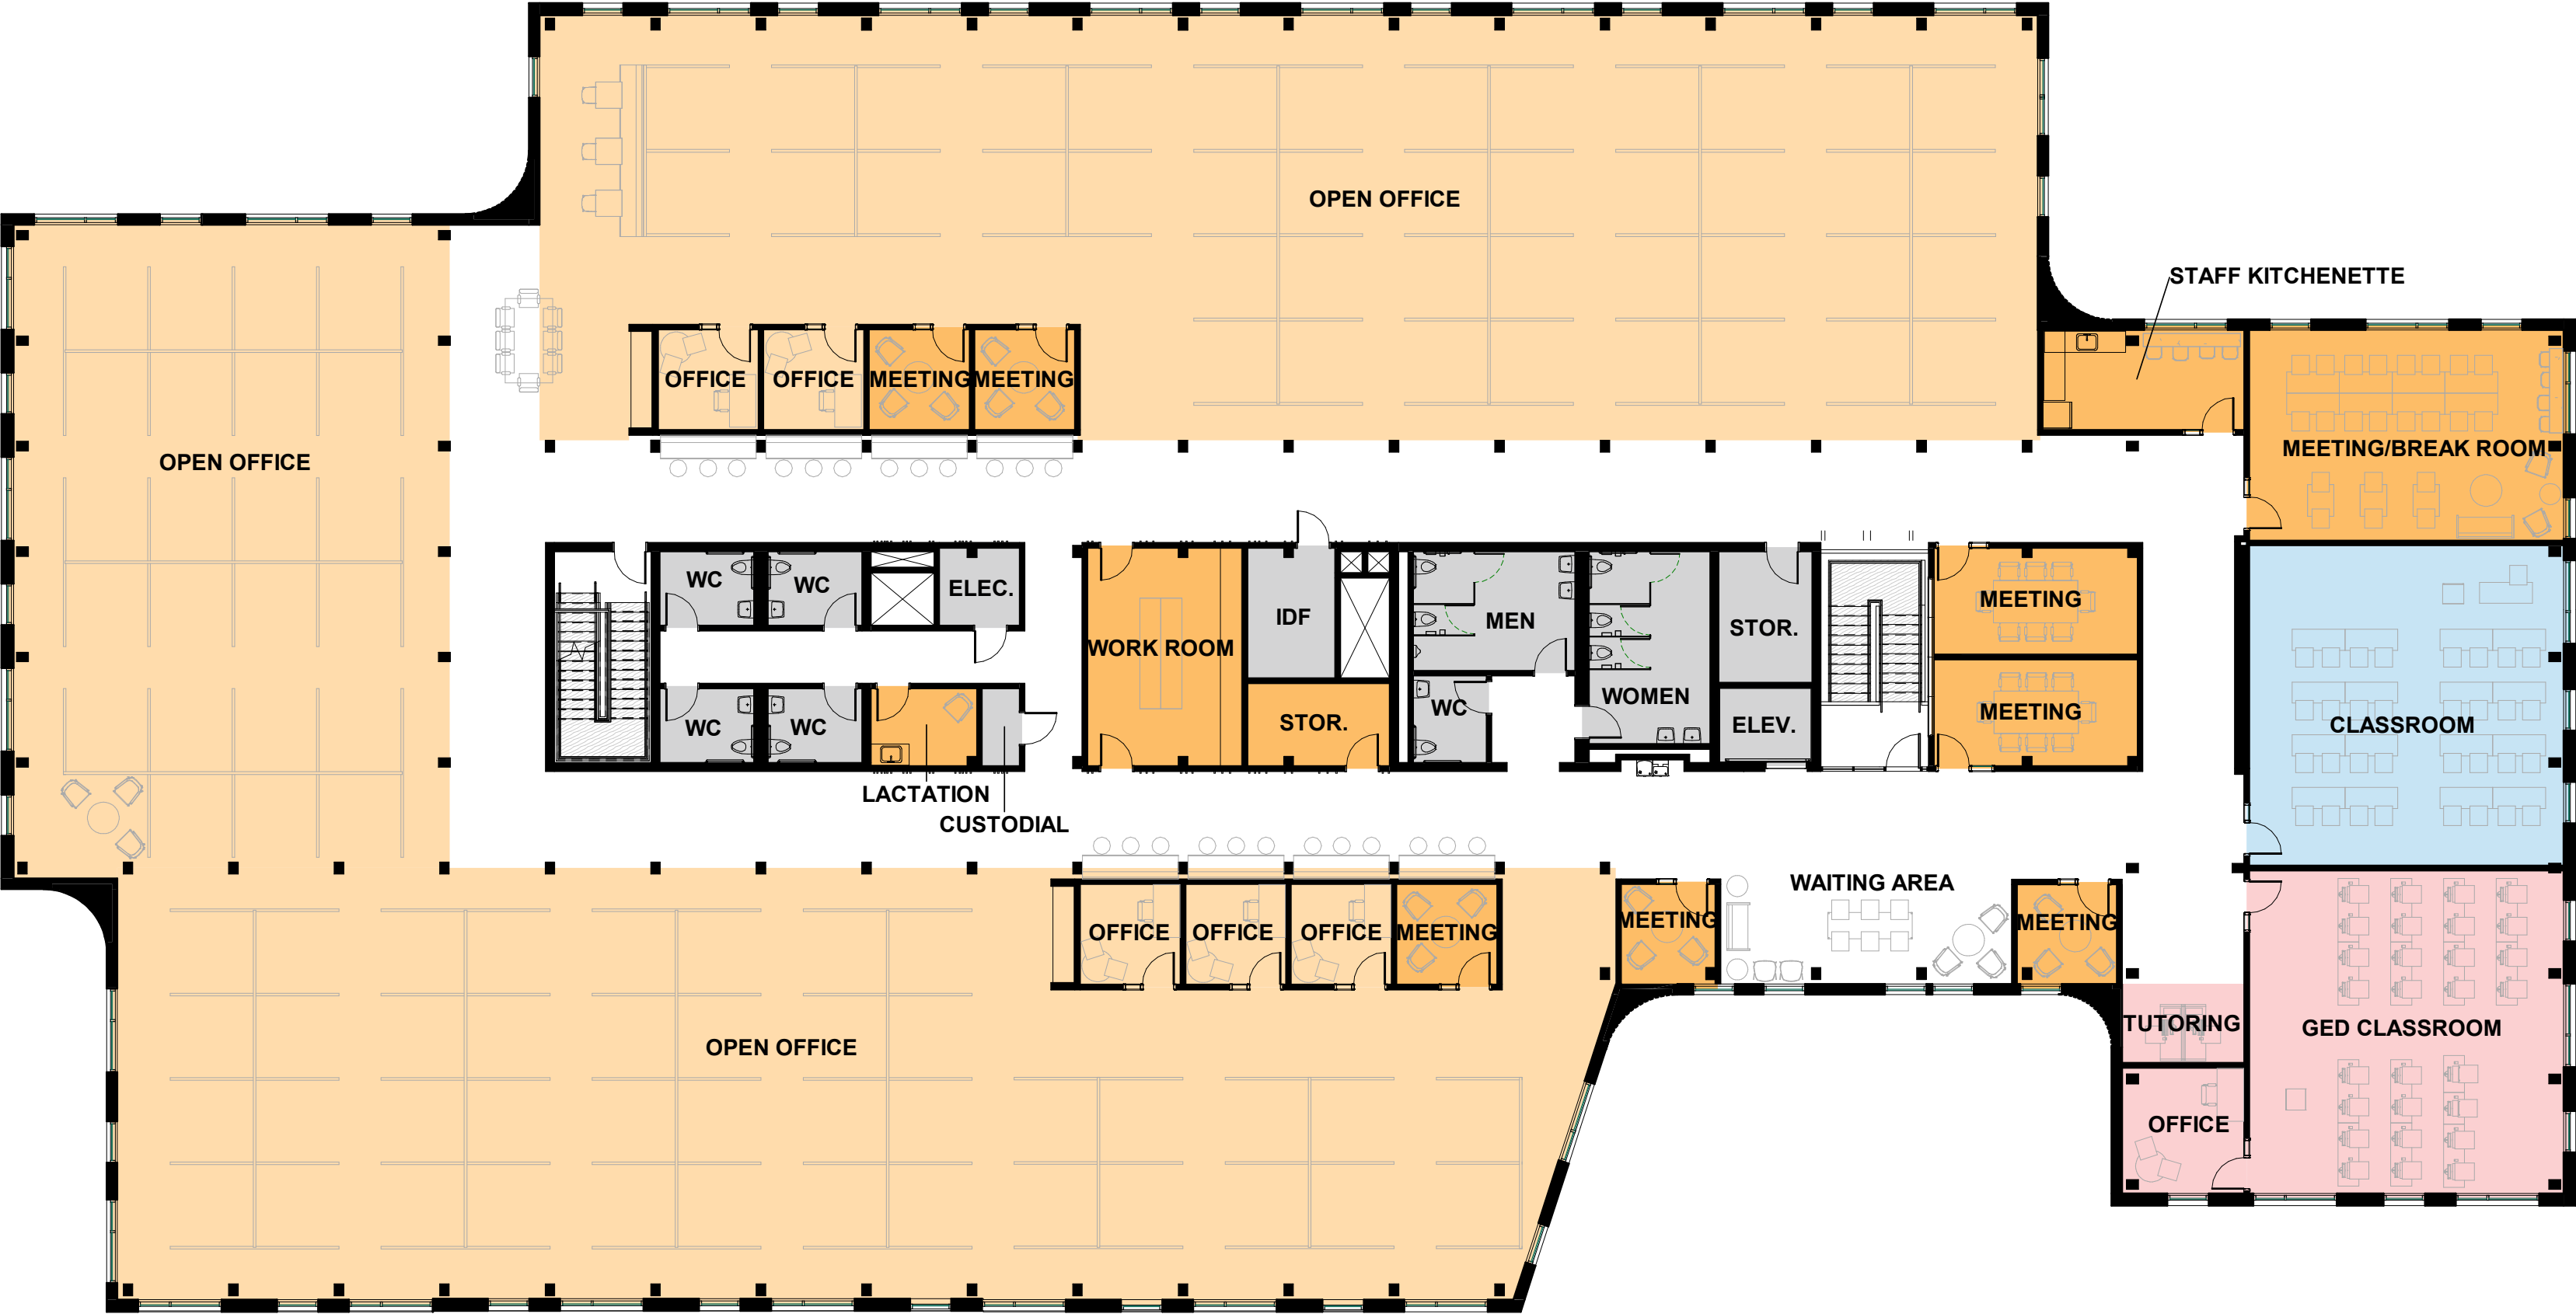 OPEN OFFICE
STAFF KITCHENETTE
OFFICE
OFFICE
MEETING
MEETING
OPEN OFFICE
MEETING/BREAK ROOM
WC
WC
ELEC.
WORK ROOM
IDF
MEN
STOR.
MEETING
WC
WC
LACTATION
CUSTODIAL
STOR.
WC
WOMEN
ELEV.
MEETING
CLASSROOM
OFFICE
OFFICE
OFFICE
MEETING
MEETING
WAITING AREA
MEETING
OPEN OFFICE
TUTORING
GED CLASSROOM
OFFICE